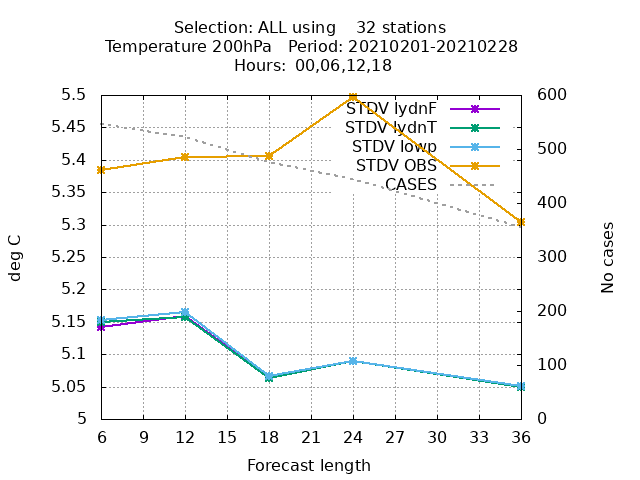 Selection: ALL using    32 stations
Temperature 200hPa   Period: 20210201-20210228
Hours:  00,06,12,18
5.5
5.45
5.4
5.35
5.3
5.25
5.2
5.15
5.1
5.05
5
deg C
STDV lydnF
STDV lydnT
STDV lowp
STDV OBS
CASES
600
500
400
300
200
100
0
No cases
6 9 12 15 18 21 24 27 30 33 36
Forecast length